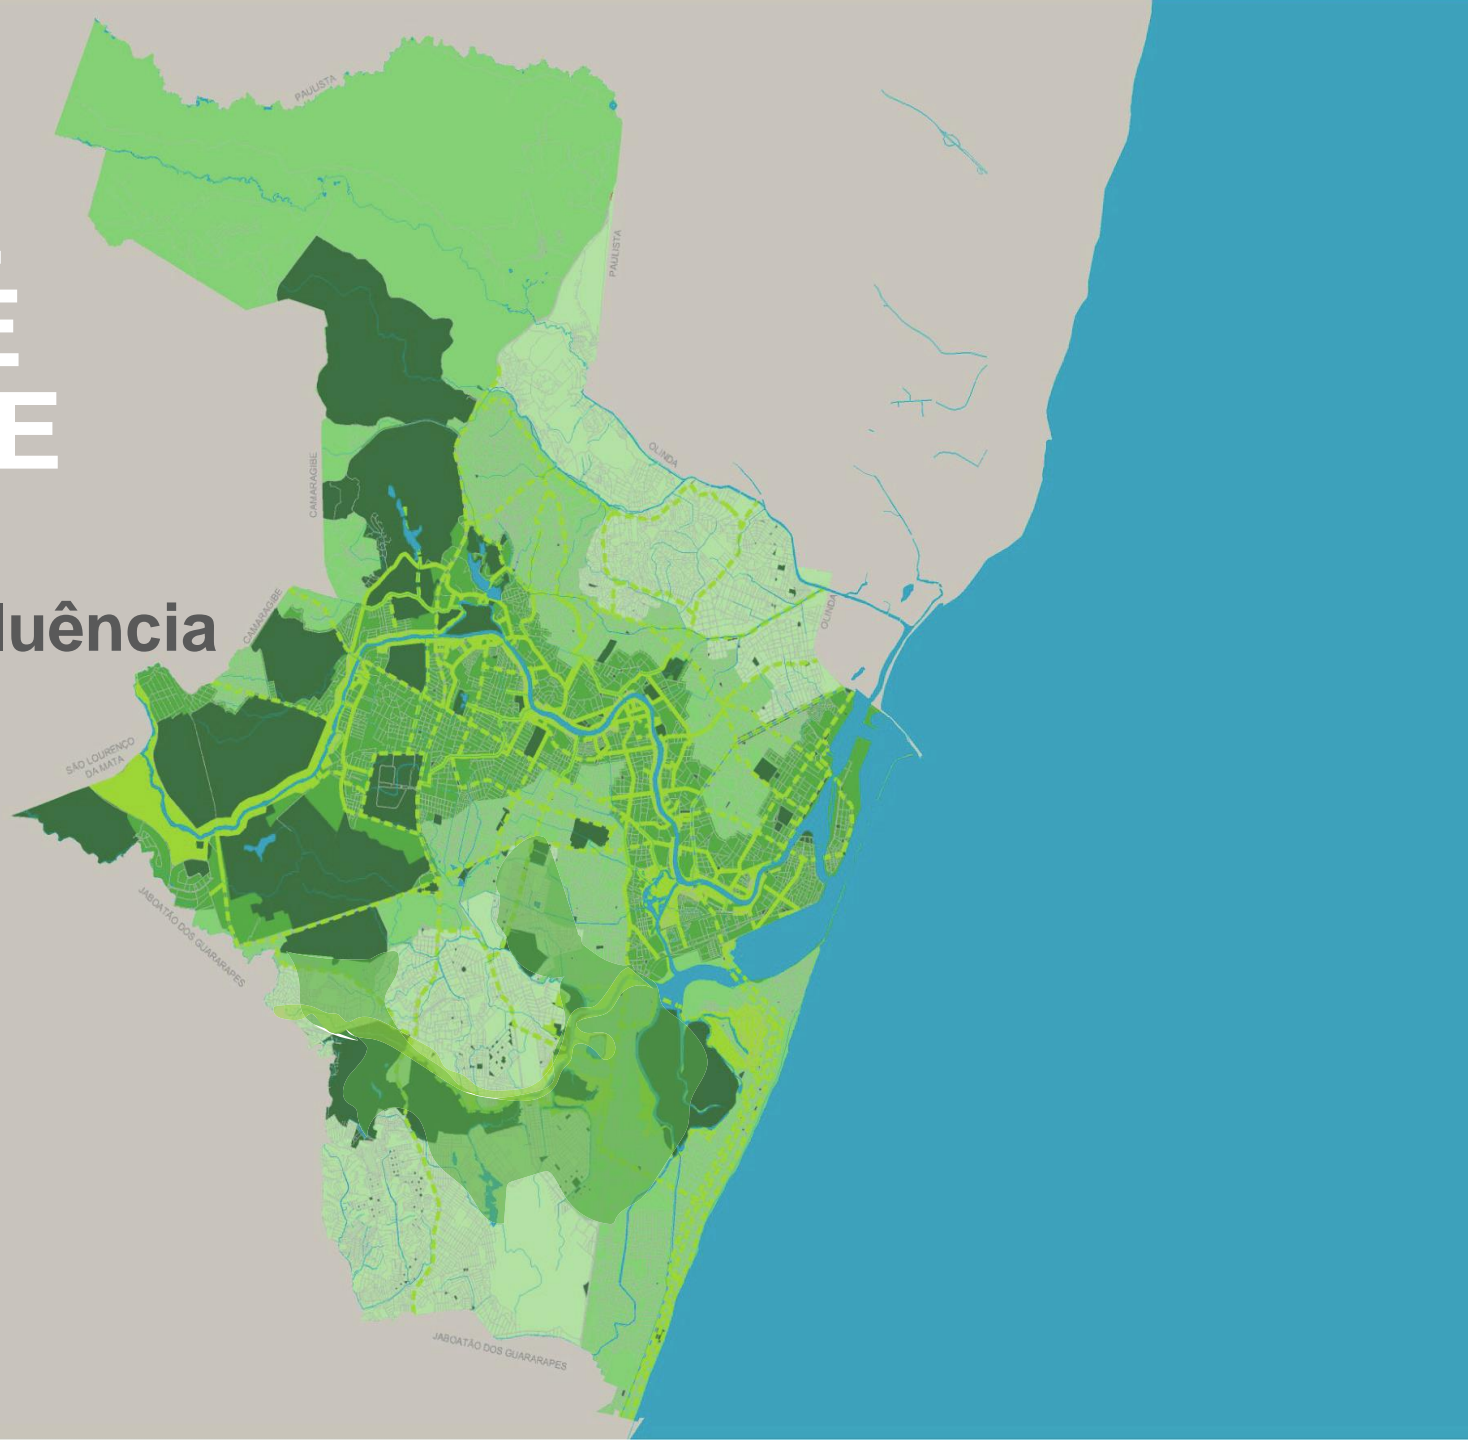 PAULISTA
PAULISTA
E
E
OLINDA
CAMARAGIBE
CAMARAGIBE
OLINDA
luência
SÃO LOURENÇO
DA MATA
JABOATÃO DOS GUARARAPES
JABOATÃO DOS GUARARAPES